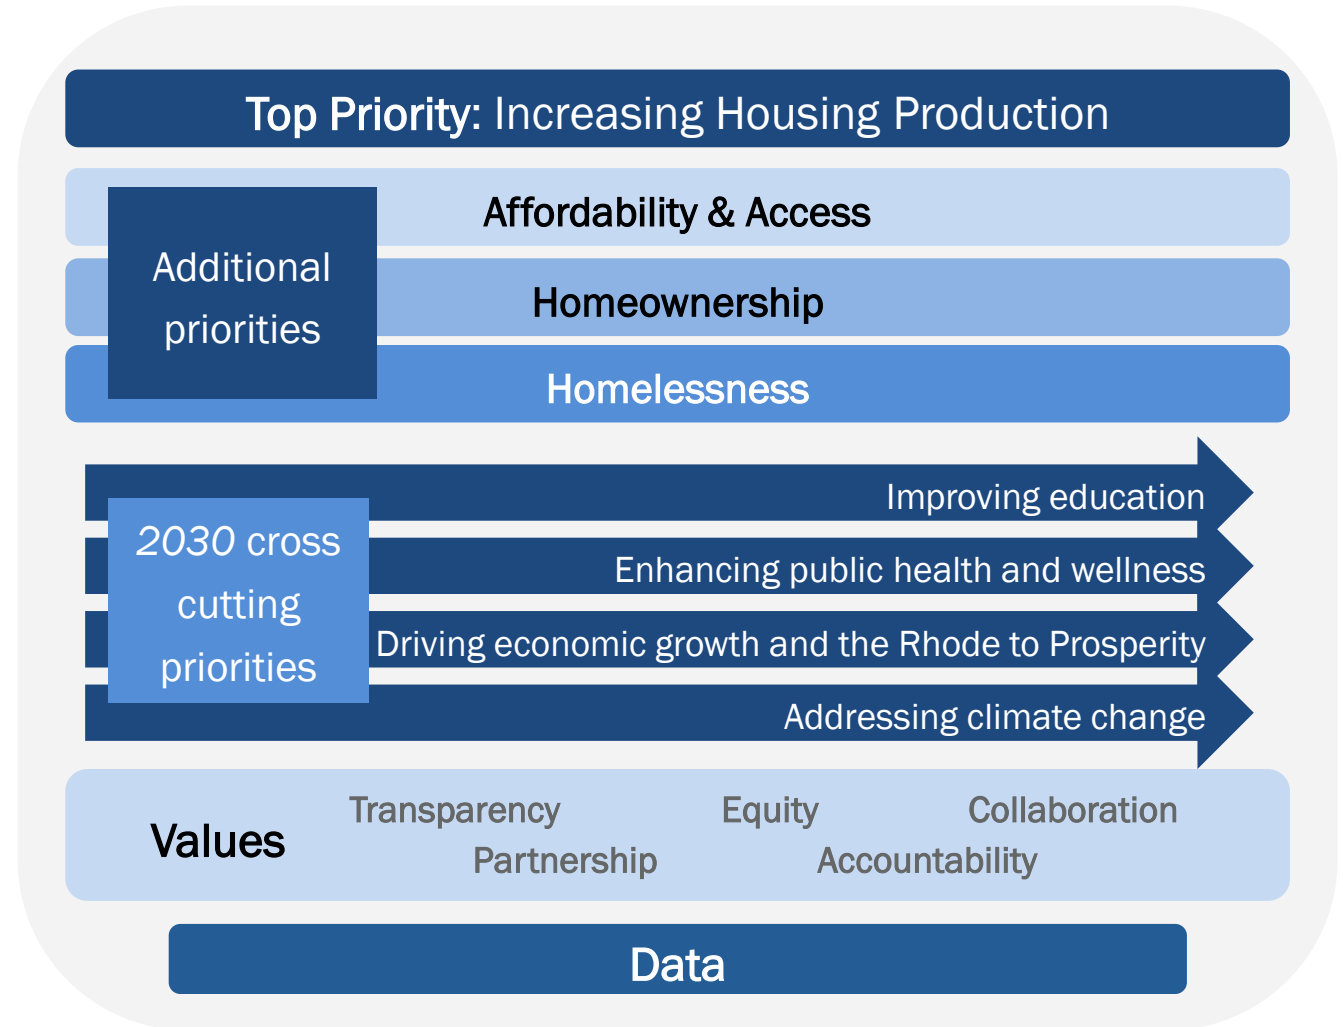 Top Priority: Increasing Housing Production
Affordability & Access
Additional
priorities
Homeownership
Homelessness
2030 cross
cutting
priorities
Improving education
Enhancing public health and wellness
Driving economic growth and the Rhode to Prosperity
Addressing climate change
Values
Transparency Equity Collaboration
Partnership Accountability
Data